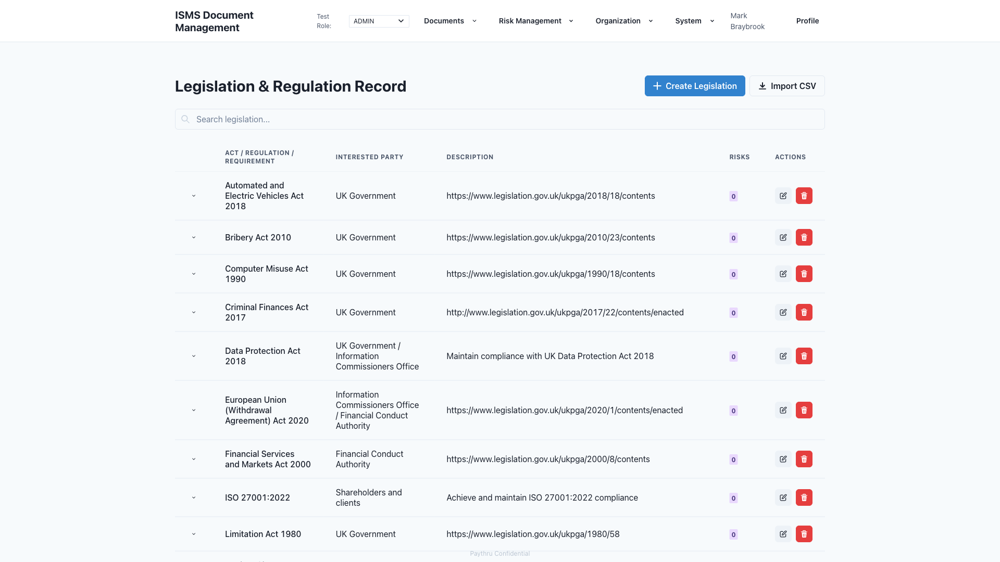 ISMS Document
Management
Test
Role:
ADMIN
Documents
Risk Management
Organization
System
Mark
Braybrook
Profile
Legislation & Regulation Record
Create Legislation
Import CSV
Search legislation...
ACT / REGULATION /
REQUIREMENT
INTERESTED PARTY
DESCRIPTION
RISKS
ACTIONS
Automated and
Electric Vehicles Act
2018
UK Government
https://www.legislation.gov.uk/ukpga/2018/18/contents
0
Bribery Act 2010
UK Government
https://www.legislation.gov.uk/ukpga/2010/23/contents
0
Computer Misuse Act
1990
UK Government
https://www.legislation.gov.uk/ukpga/1990/18/contents
0
Criminal Finances Act
2017
UK Government
http://www.legislation.gov.uk/ukpga/2017/22/contents/enacted
0
Data Protection Act
2018
UK Government /
Information
Commissioners Office
Maintain compliance with UK Data Protection Act 2018
0
European Union
(Withdrawal
Agreement) Act 2020
Information
Commissioners Office
/ Financial Conduct
Authority
https://www.legislation.gov.uk/ukpga/2020/1/contents/enacted
0
Financial Services
and Markets Act 2000
Financial Conduct
Authority
https://www.legislation.gov.uk/ukpga/2000/8/contents
0
ISO 27001:2022
Shareholders and
clients
Achieve and maintain ISO 27001:2022 compliance
0
Limitation Act 1980
UK Government
https://www.legislation.gov.uk/ukpga/1980/58
0
Paythru Confidential